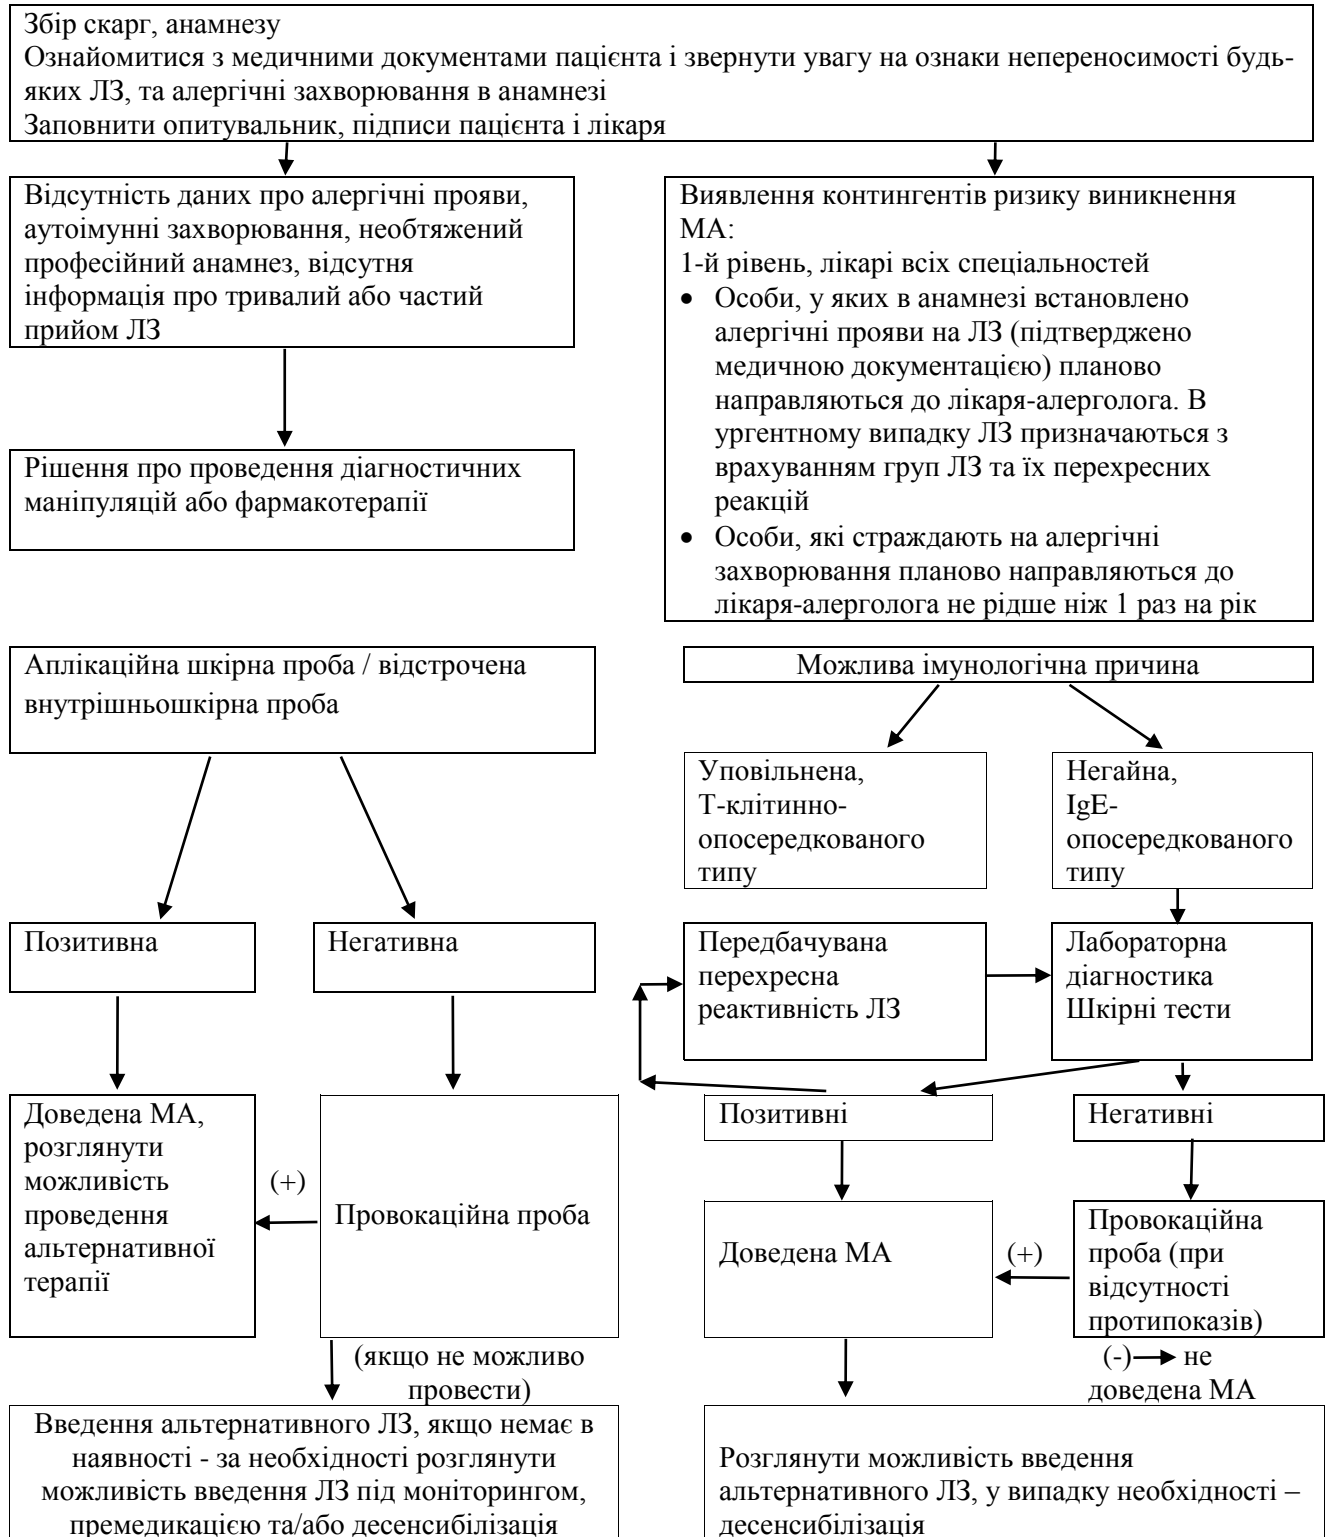 Збір скарг, анамнезу
Ознайомитися з медичними документами пацієнта і звернути увагу на ознаки непереносимості будь-
яких ЛЗ, та алергічні захворювання в анамнезі
Заповнити опитувальник, підписи пацієнта і лікаря
Відсутність даних про алергічні прояви,
аутоімунні захворювання, необтяжений
професійний анамнез, відсутня
інформація про тривалий або частий
прийом ЛЗ
Рішення про проведення діагностичних
маніпуляцій або фармакотерапії
Виявлення контингентів ризику виникнення
МА:
1-й рівень, лікарі всіх спеціальностей
• Особи, у яких в анамнезі встановлено
алергічні прояви на ЛЗ (підтверджено
медичною документацією) планово
направляються до лікаря-алерголога. В
ургентному випадку ЛЗ призначаються з
врахуванням груп ЛЗ та їх перехресних
реакцій
• Особи, які страждають на алергічні
захворювання планово направляються до
лікаря-алерголога не рідше ніж 1 раз на рік
Аплікаційна шкірна проба / відстрочена
внутрішньошкірна проба
Позитивна
Негативна
Доведена МА,
розглянути
можливість
проведення
альтернативної
терапії
(+)
Провокаційна проба
(якщо не можливо
провести)
Введення альтернативного ЛЗ, якщо немає в
наявності - за необхідності розглянути
можливість введення ЛЗ під моніторингом,
премедикацією та/або десенсибілізація
Можлива імунологічна причина
Уповільнена,
Т-клітинно-
опосередкованого
типу
Негайна,
IgE-
опосередкованого
типу
Передбачувана
перехресна
реактивність ЛЗ
Лабораторна
діагностика
Шкірні тести
Позитивні
Негативні
Доведена МА
(+)
Провокаційна
проба (при
відсутності
протипоказів)
(-) не
доведена МА
Розглянути можливість введення
альтернативного ЛЗ, у випадку необхідності –
десенсибілізація